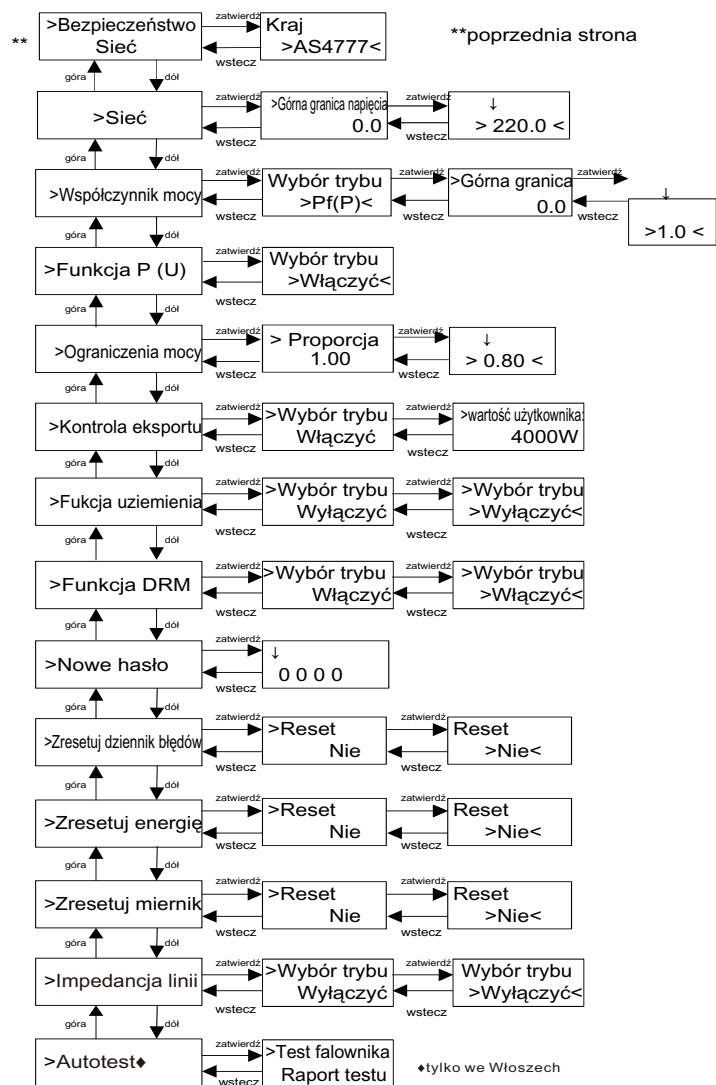 zatwierdź
**
>Bezpieczeństwo
Sieć
Kraj
>AS4777<
**poprzednia strona
wstecz
góra
dół
zatwierdź
zatwierdź
>Sieć
>Górna granica napięcia
0.0
↓
> 220.0 <
wstecz
wstecz
góra
dół
zatwierdź
zatwierdź
zatwierdź
>Współczynnik mocy
Wybór trybu
>Pf(P)<
>Górna granica
0.0
↓
>1.0 <
wstecz
wstecz
wstecz
góra
dół
zatwierdź
>Funkcja P (U)
Wybór trybu
>Włączyć<
wstecz
góra
dół
zatwierdź
zatwierdź
>Ograniczenia mocy
> Proporcja
1.00
↓
> 0.80 <
wstecz
wstecz
góra
dół
zatwierdź
zatwierdź
>Kontrola eksportu
>Wybór trybu
Włączyć
>wartość użytkownika:
4000W
wstecz
wstecz
góra
dół
zatwierdź
zatwierdź
>Fukcja uziemienia
>Wybór trybu
Wyłączyć
>Wybór trybu
>Wyłączyć<
wstecz
wstecz
góra
dół
zatwierdź
zatwierdź
>Funkcja DRM
>Wybór trybu
Włączyć
>Wybór trybu
>Włączyć<
wstecz
wstecz
góra
dół
zatwierdź
>Nowe hasło
↓
0 0 0 0
wstecz
góra
dół
zatwierdź
zatwierdź
>Zresetuj dziennik błędów
>Reset
Nie
Reset
>Nie<
wstecz
wstecz
góra
dół
zatwierdź
zatwierdź
>Zresetuj energię
>Reset
Nie
Reset
>Nie<
wstecz
wstecz
góra
dół
zatwierdź
zatwierdź
>Zresetuj miernik
>Reset
Nie
Reset
>Nie<
wstecz
wstecz
góra
dół
zatwierdź
zatwierdź
>Impedancja linii
>Wybór trybu
Wyłączyć
Wybór trybu
>Wyłączyć<
wstecz
wstecz
góra
dół
zatwierdź
>Autotest♦
>Test falownika
Raport testu
♦tylko we Włoszech
wstecz